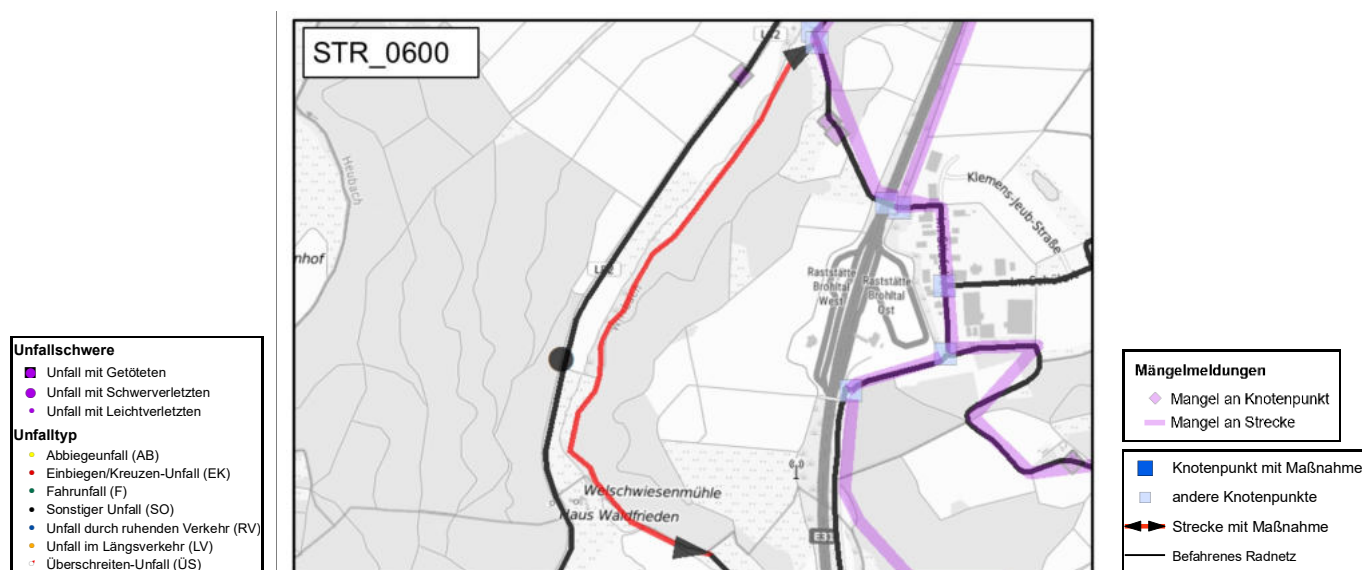 STR_0600
L82
Heubach
Klemens-Jeub-Straße
nhof
L82
Raststätte
Brohltal
West
Raststätte
Brohltal
Ost
Welschwiesenmühle
Haus Waldfrieden
Unfallschwere
Unfall mit Getöteten
Unfall mit Schwerverletzten
Unfall mit Leichtverletzten
Unfalltyp
Abbiegeunfall (AB)
Einbiegen/Kreuzen-Unfall (EK)
Fahrunfall (F)
Sonstiger Unfall (SO)
Unfall durch ruhenden Verkehr (RV)
Unfall im Längsverkehr (LV)
Überschreiten-Unfall (ÜS)
Mängelmeldungen
Mangel an Knotenpunkt
Mangel an Strecke
Knotenpunkt mit Maßnahme
andere Knotenpunkte
Strecke mit Maßnahme
Befahrenes Radnetz